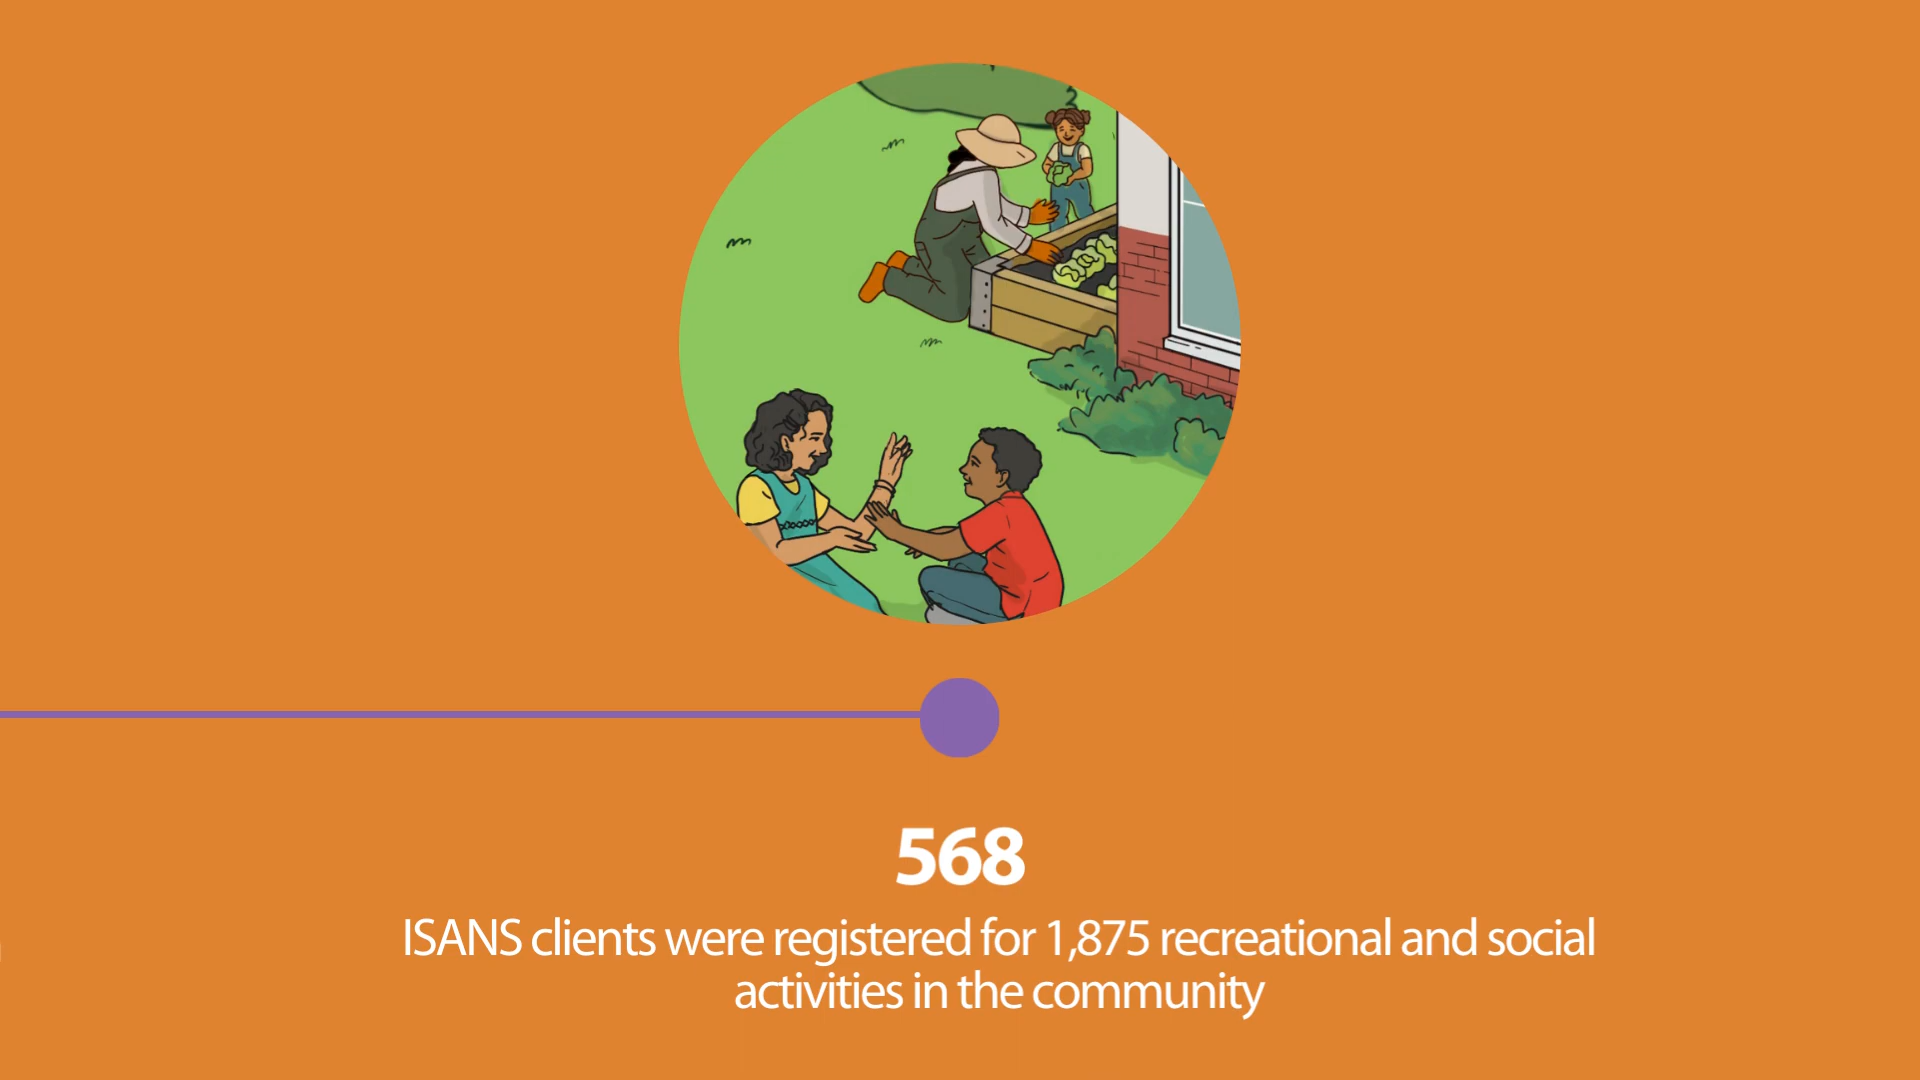 568
ISANS clients were registered for 1,875 recreational and social
activities in the community